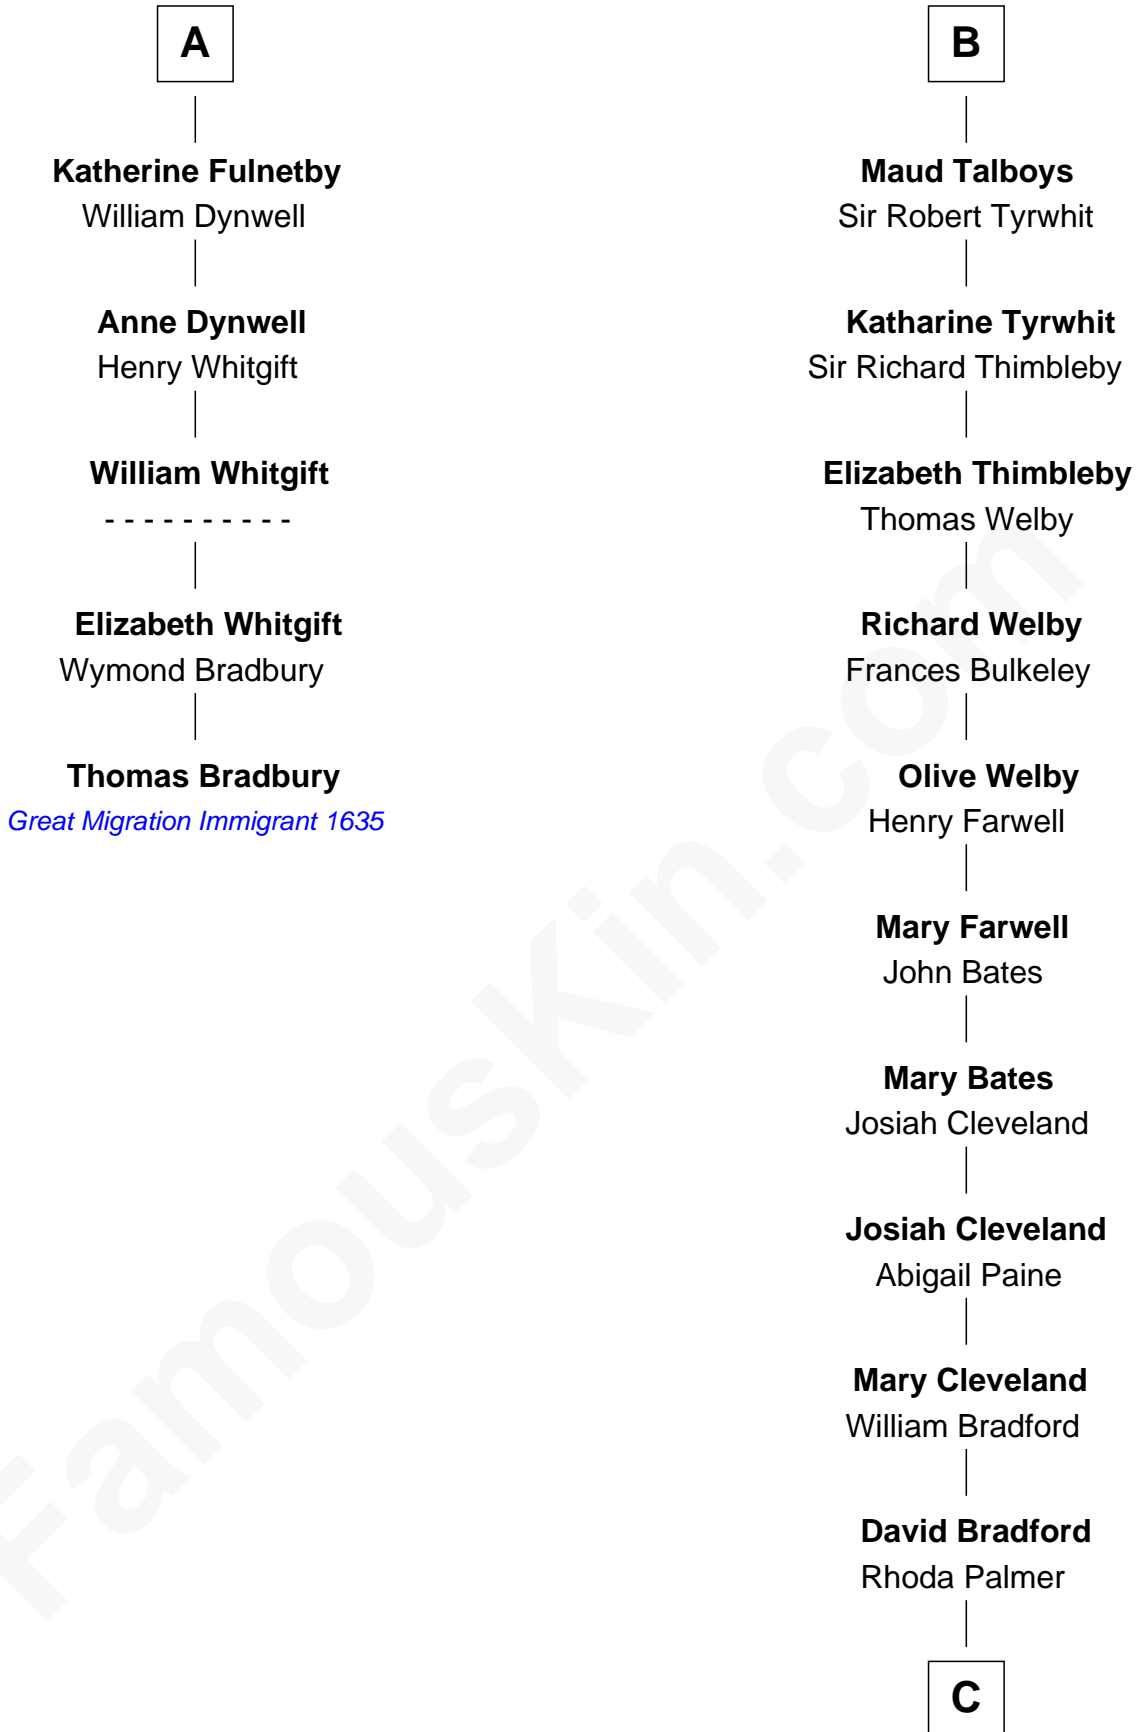 A
Katherine Fulnetby
William Dynwell
Anne Dynwell
Henry Whitgift
William Whitgift
- - - - - - - - - -
Elizabeth Whitgift
Wymond Bradbury
Thomas Bradbury
Great Migration Immigrant 1635
B
Maud Talboys
Sir Robert Tyrwhit
Katharine Tyrwhit
Sir Richard Thimbleby
Elizabeth Thimbleby
Thomas Welby
Richard Welby
Frances Bulkeley
Olive Welby
Henry Farwell
Mary Farwell
John Bates
Mary Bates
Josiah Cleveland
Josiah Cleveland
Abigail Paine
Mary Cleveland
William Bradford
David Bradford
Rhoda Palmer
C
FamousKin.com